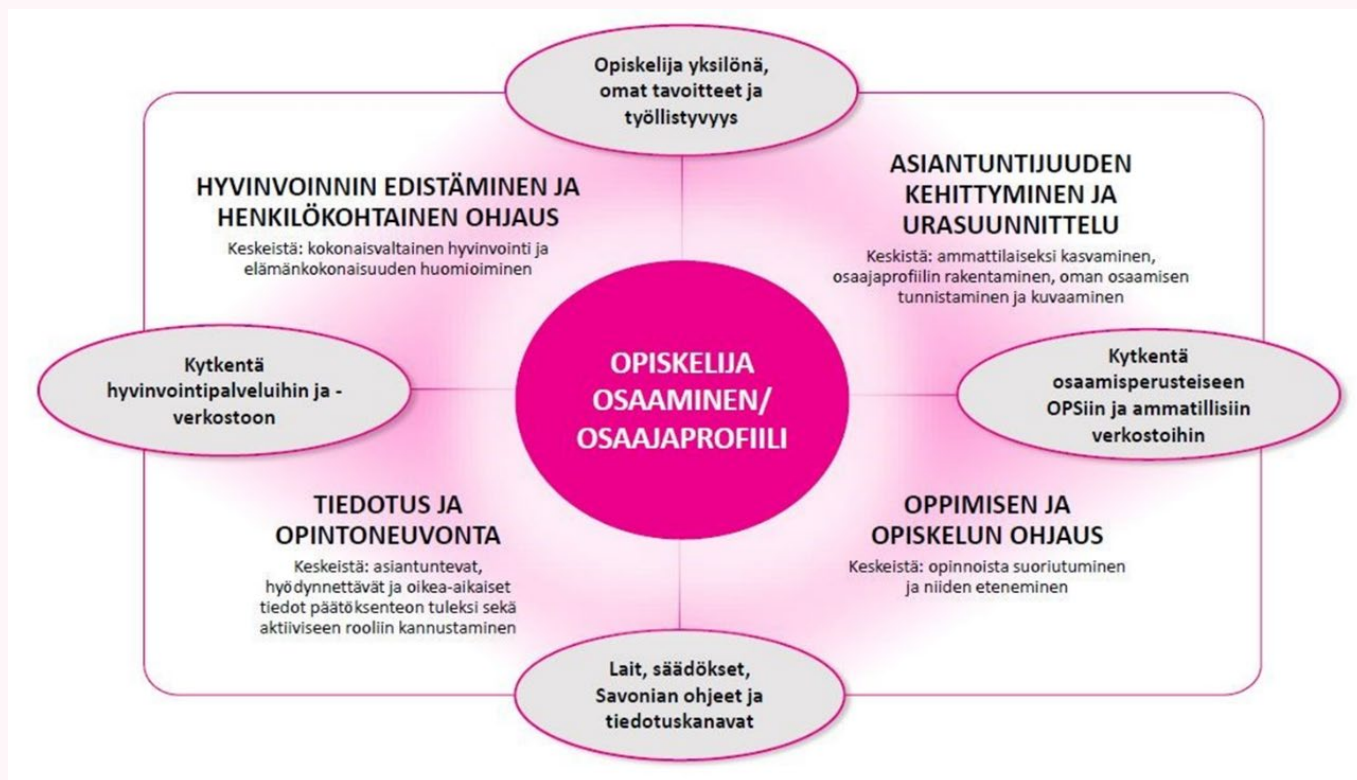 Opiskelija yksilönä,
omat tavoitteet ja
työllistyvyys
HYVINVOINNIN EDISTÄMINEN JA
HENKILÖKOHTAINEN OHJAUS
Keskeistä: kokonaisvaltainen hyvinvointi ja
elämänkokonaisuuden huomioiminen
ASIANTUNTIJUUDEN
KEHITTYMINEN JA
URASUUNNITTELU
Keskistä: ammattilaiseksi kasvaminen,
osaajaprofiilin rakentaminen, oman osaamisen
tunnistaminen ja kuvaaminen
Kytkentä
hyvinvointipalveluihin ja -
verkostoon
OPISKELIJA
OSAAMINEN/
OSAAJAPROFIILI
Kytkentä
osaamisperusteiseen
OPSiin ja ammatillisiin
verkostoihin
TIEDOTUS JA
OPINTONEUVONTA
Keskeistä: asiantuntevat,
hyödynnettävät ja oikea-aikaiset
tiedot päätöksenteon tuleksi sekä
aktiiviseen rooliin kannustaminen
OPPIMISEN JA
OPISKELUN OHJAUS
Keskeistä: opinnoista suoriutuminen
ja niiden eteneminen
Lait, säädökset,
Savonian ohjeet ja
tiedotuskanavat